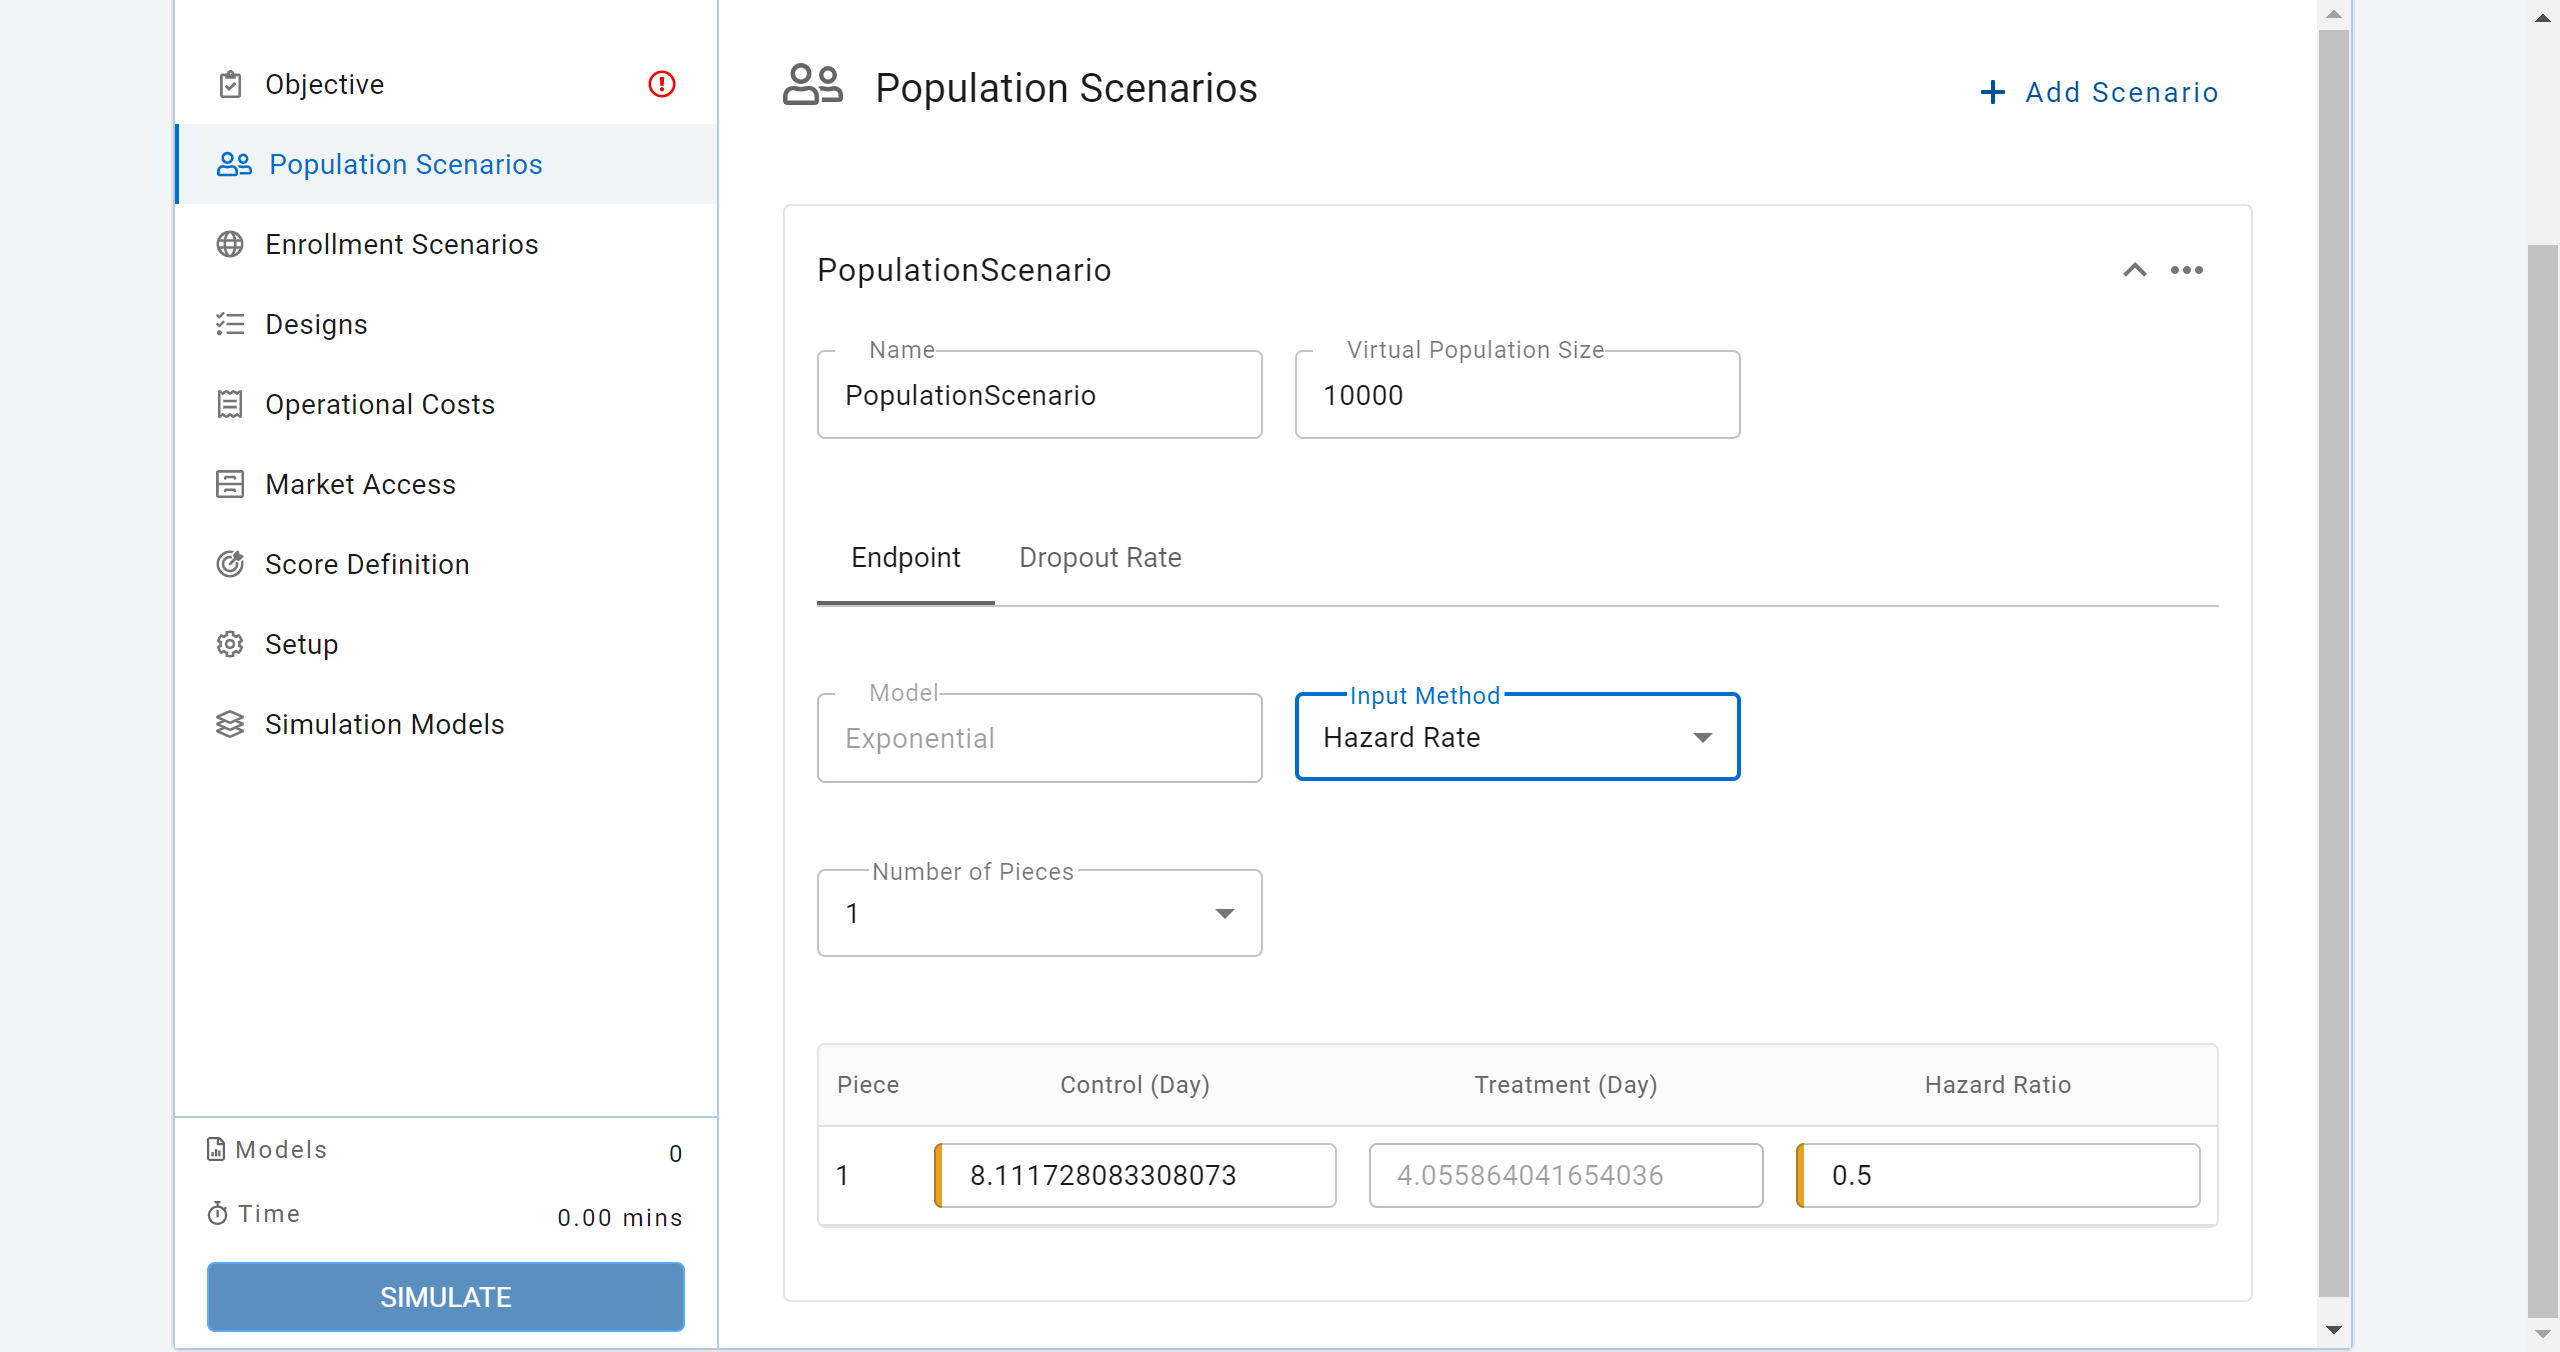 Objective
Population Scenarios
Enrollment Scenarios
Designs
Operational Costs
Market Access
Score Definition
Setup
Simulation Models
Models 0
Time 0.00 mins
SIMULATE
Population Scenarios
Add Scenario
PopulationScenario
Name
PopulationScenario
Virtual Population Size
10000
Endpoint Dropout Rate
Model
Exponential
Input Method
Hazard Rate
Number of Pieces
1
Piece Control (Day) Treatment (Day) Hazard Ratio
1 8.111728083308073 4.055864041654036 0.5